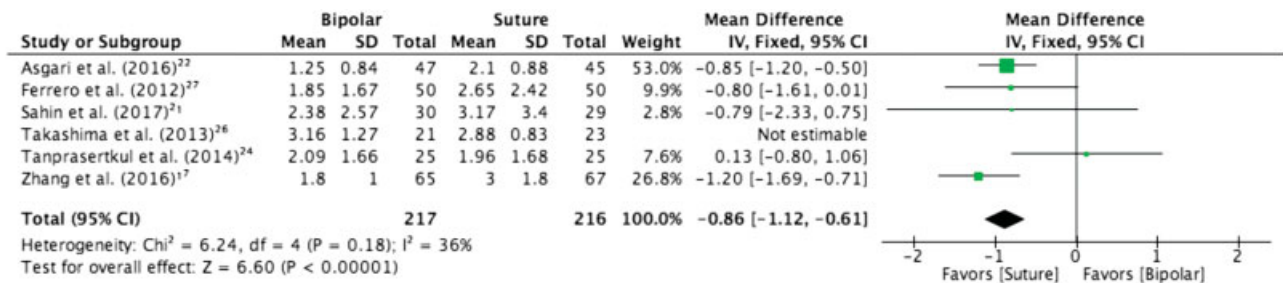 Bipolar Suture Mean Difference Mean Difference
Study or Subgroup Mean SD Total Mean SD Total Weight IV, Fixed, 95% CI IV, Fixed, 95% CI
Asgari et al. (2016)²² 1.25 0.84 47 2.1 0.88 45 53.0% -0.85 [-1.20, -0.50]
Ferrero et al. (2012)²⁷ 1.85 1.67 50 2.65 2.42 50 9.9% -0.80 [-1.61, 0.01]
Sahin et al. (2017)²¹ 2.38 2.57 30 3.17 3.4 29 2.8% -0.79 [-2.33, 0.75]
Takashima et al. (2013)²⁶ 3.16 1.27 21 2.88 0.83 23 Not estimable
Tanprasertkul et al. (2014)²⁴ 2.09 1.66 25 1.96 1.68 25 7.6% 0.13 [-0.80, 1.06]
Zhang et al. (2016)¹⁷ 1.8 1 65 3 1.8 67 26.8% -1.20 [-1.69, -0.71]
Total (95% CI) 217 216 100.0% -0.86 [-1.12, -0.61]
Heterogeneity: Chi² = 6.24, df = 4 (P = 0.18); I² = 36%
Test for overall effect: Z = 6.60 (P < 0.00001)
-2 -1 0 1 2
Favors [Suture] Favors [Bipolar]